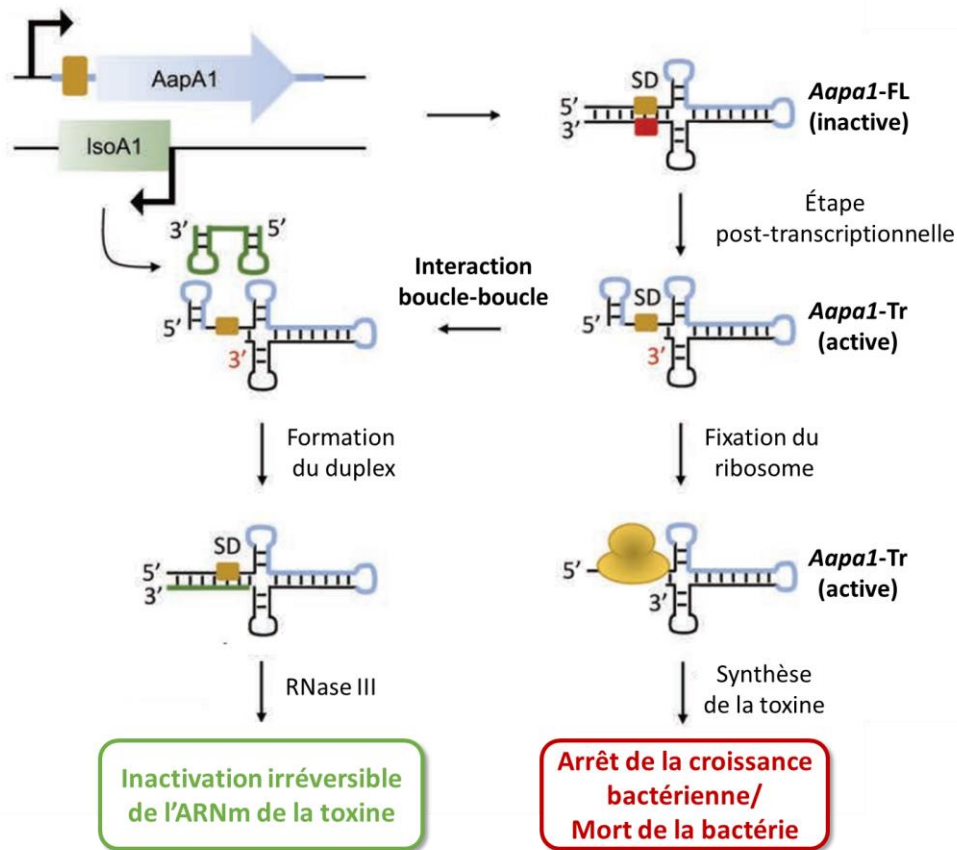 AapA1
IsoA1
SD
5’
3’
Aapa1-FL
(inactive)
Étape
post-transcriptionnelle
3’
5’
5’
3’
Interaction
boucle-boucle
SD
5’
3’
Aapa1-Tr
(active)
Formation
du duplex
Fixation du
ribosome
SD
5’
3’
5’
3’
Aapa1-Tr
(active)
RNase III
Synthèse
de la toxine
Inactivation irréversible
de l’ARNm de la toxine
Arrêt de la croissance
bactérienne/
Mort de la bactérie